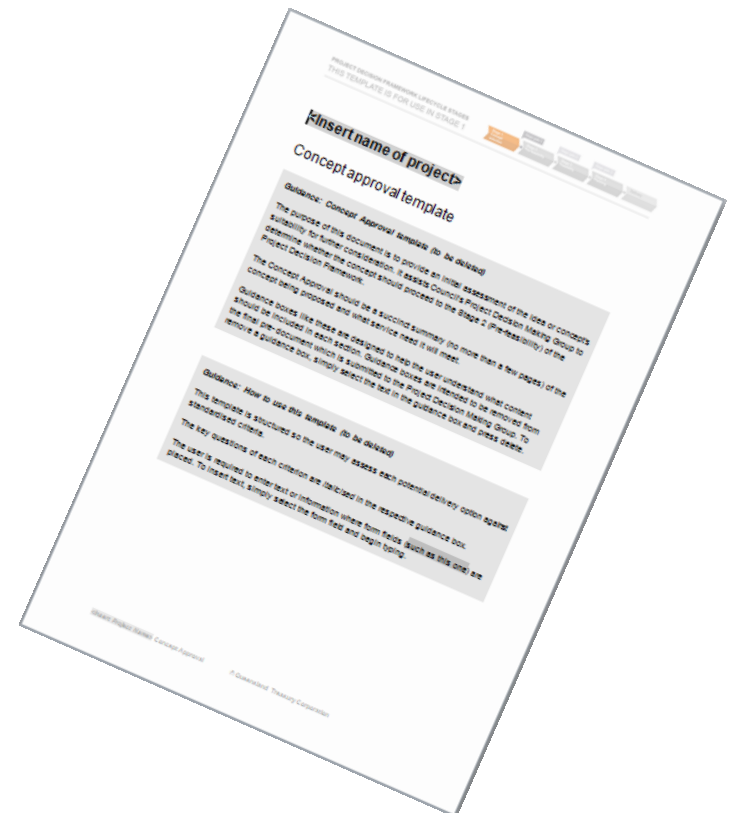 PROJECT DECISION FRAMEWORK LIFECYCLE STAGES
THIS TEMPLATE IS FOR USE IN STAGE 1
<Insert name of project>
Concept approval template
Guidance: Concept Approval template (to be deleted)
The purpose of this document is to provide an initial assessment of the idea or concepts
suitability for further consideration. It assists Council's Project Decision Making Group to
determine whether the concept should proceed to the Stage 2 (Pre-feasibility) of the
Project Decision Framework.
The Concept Approval should be a succinct summary (no more than a few pages) of the
concept being proposed and what service need it will meet.
Guidance boxes like these are designed to help the user understand what content
should be included in each section. Guidance boxes are intended to be removed from
the final pre-document which is submitted to the Project Decision Making Group. To
remove a guidance box, simply select the text in the guidance box and press delete.
Guidance: How to use this template (to be deleted)
This template is structured so the user may assess each potential delivery option against
standardised criteria.
The key questions of each criterion are italicised in the respective guidance box.
The user is required to enter text or information where form fields (such as this one) are
placed. To insert text, simply select the form field and begin typing.
<Insert Project Name> Concept Approval
© Queensland Treasury Corporation